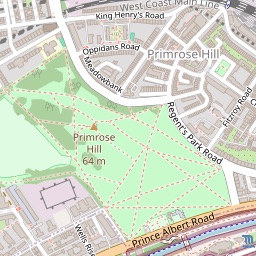 West Coast Main Line
King Henry's Road
Oppidans Road
Primrose Hill
Meadowbank
Fitzroy Road
Regent's Park Road
Primrose
Hill
64 m
Wells Rise
Prince Albert Road